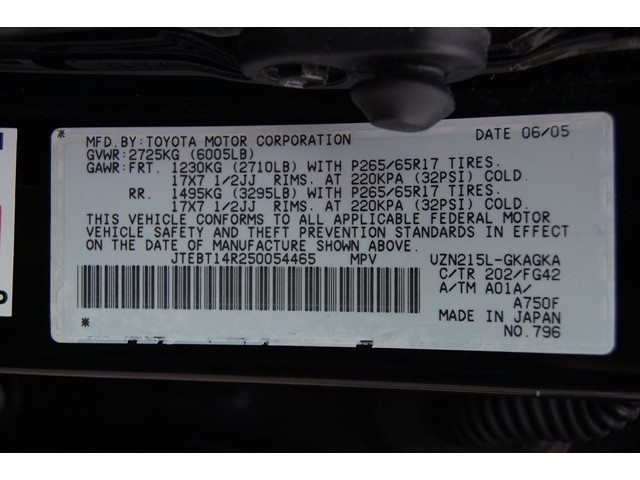 MFD.BY:TOYOTA MOTOR CORPORATION DATE 06/05
GVWR:2725KG (6005LB)
GAWR:FRT. 1230KG (2710LB) WITH P265/65R17 TIRES.
17X7 1/2JJ RIMS. AT 220KPA (32PSI) COLD.
RR. 1495KG (3295LB) WITH P265/65R17 TIRES.
17X7 1/2JJ RIMS. AT 220KPA (32PSI) COLD.
THIS VEHICLE CONFORMS TO ALL APPLICABLE FEDERAL MOTOR
VEHICLE SAFETY AND THEFT PREVENTION STANDARDS IN EFFECT
ON THE DATE OF MANUFACTURE SHOWN ABOVE.
JTEBT14R250054465 MPV UZN215L-GKAGKA
C/TR 202/FG42
A/TM A01A/
A750F
MADE IN JAPAN
NO.796